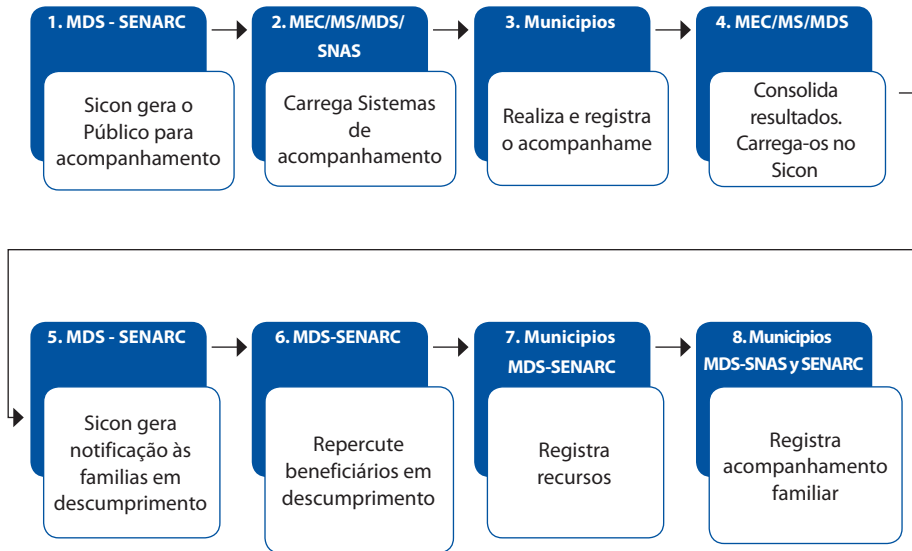 1. MDS - SENARC
Sicon gera o
Público para
acompanhamento
2. MEC/MS/MDS/
SNAS
Carrega Sistemas
de
acompanhamento
3. Municipios
Realiza e registra
o acompanhame
4. MEC/MS/MDS
Consolida
resultados.
Carrega-os no
Sicon
5. MDS - SENARC
Sicon gera
notificação às
familias em
descumprimento
6. MDS-SENARC
Repercute
beneficiários em
descumprimento
7. Municipios
MDS-SENARC
Registra
recursos
8. Municipios
MDS-SNAS y SENARC
Registra
acompanhamento
familiar